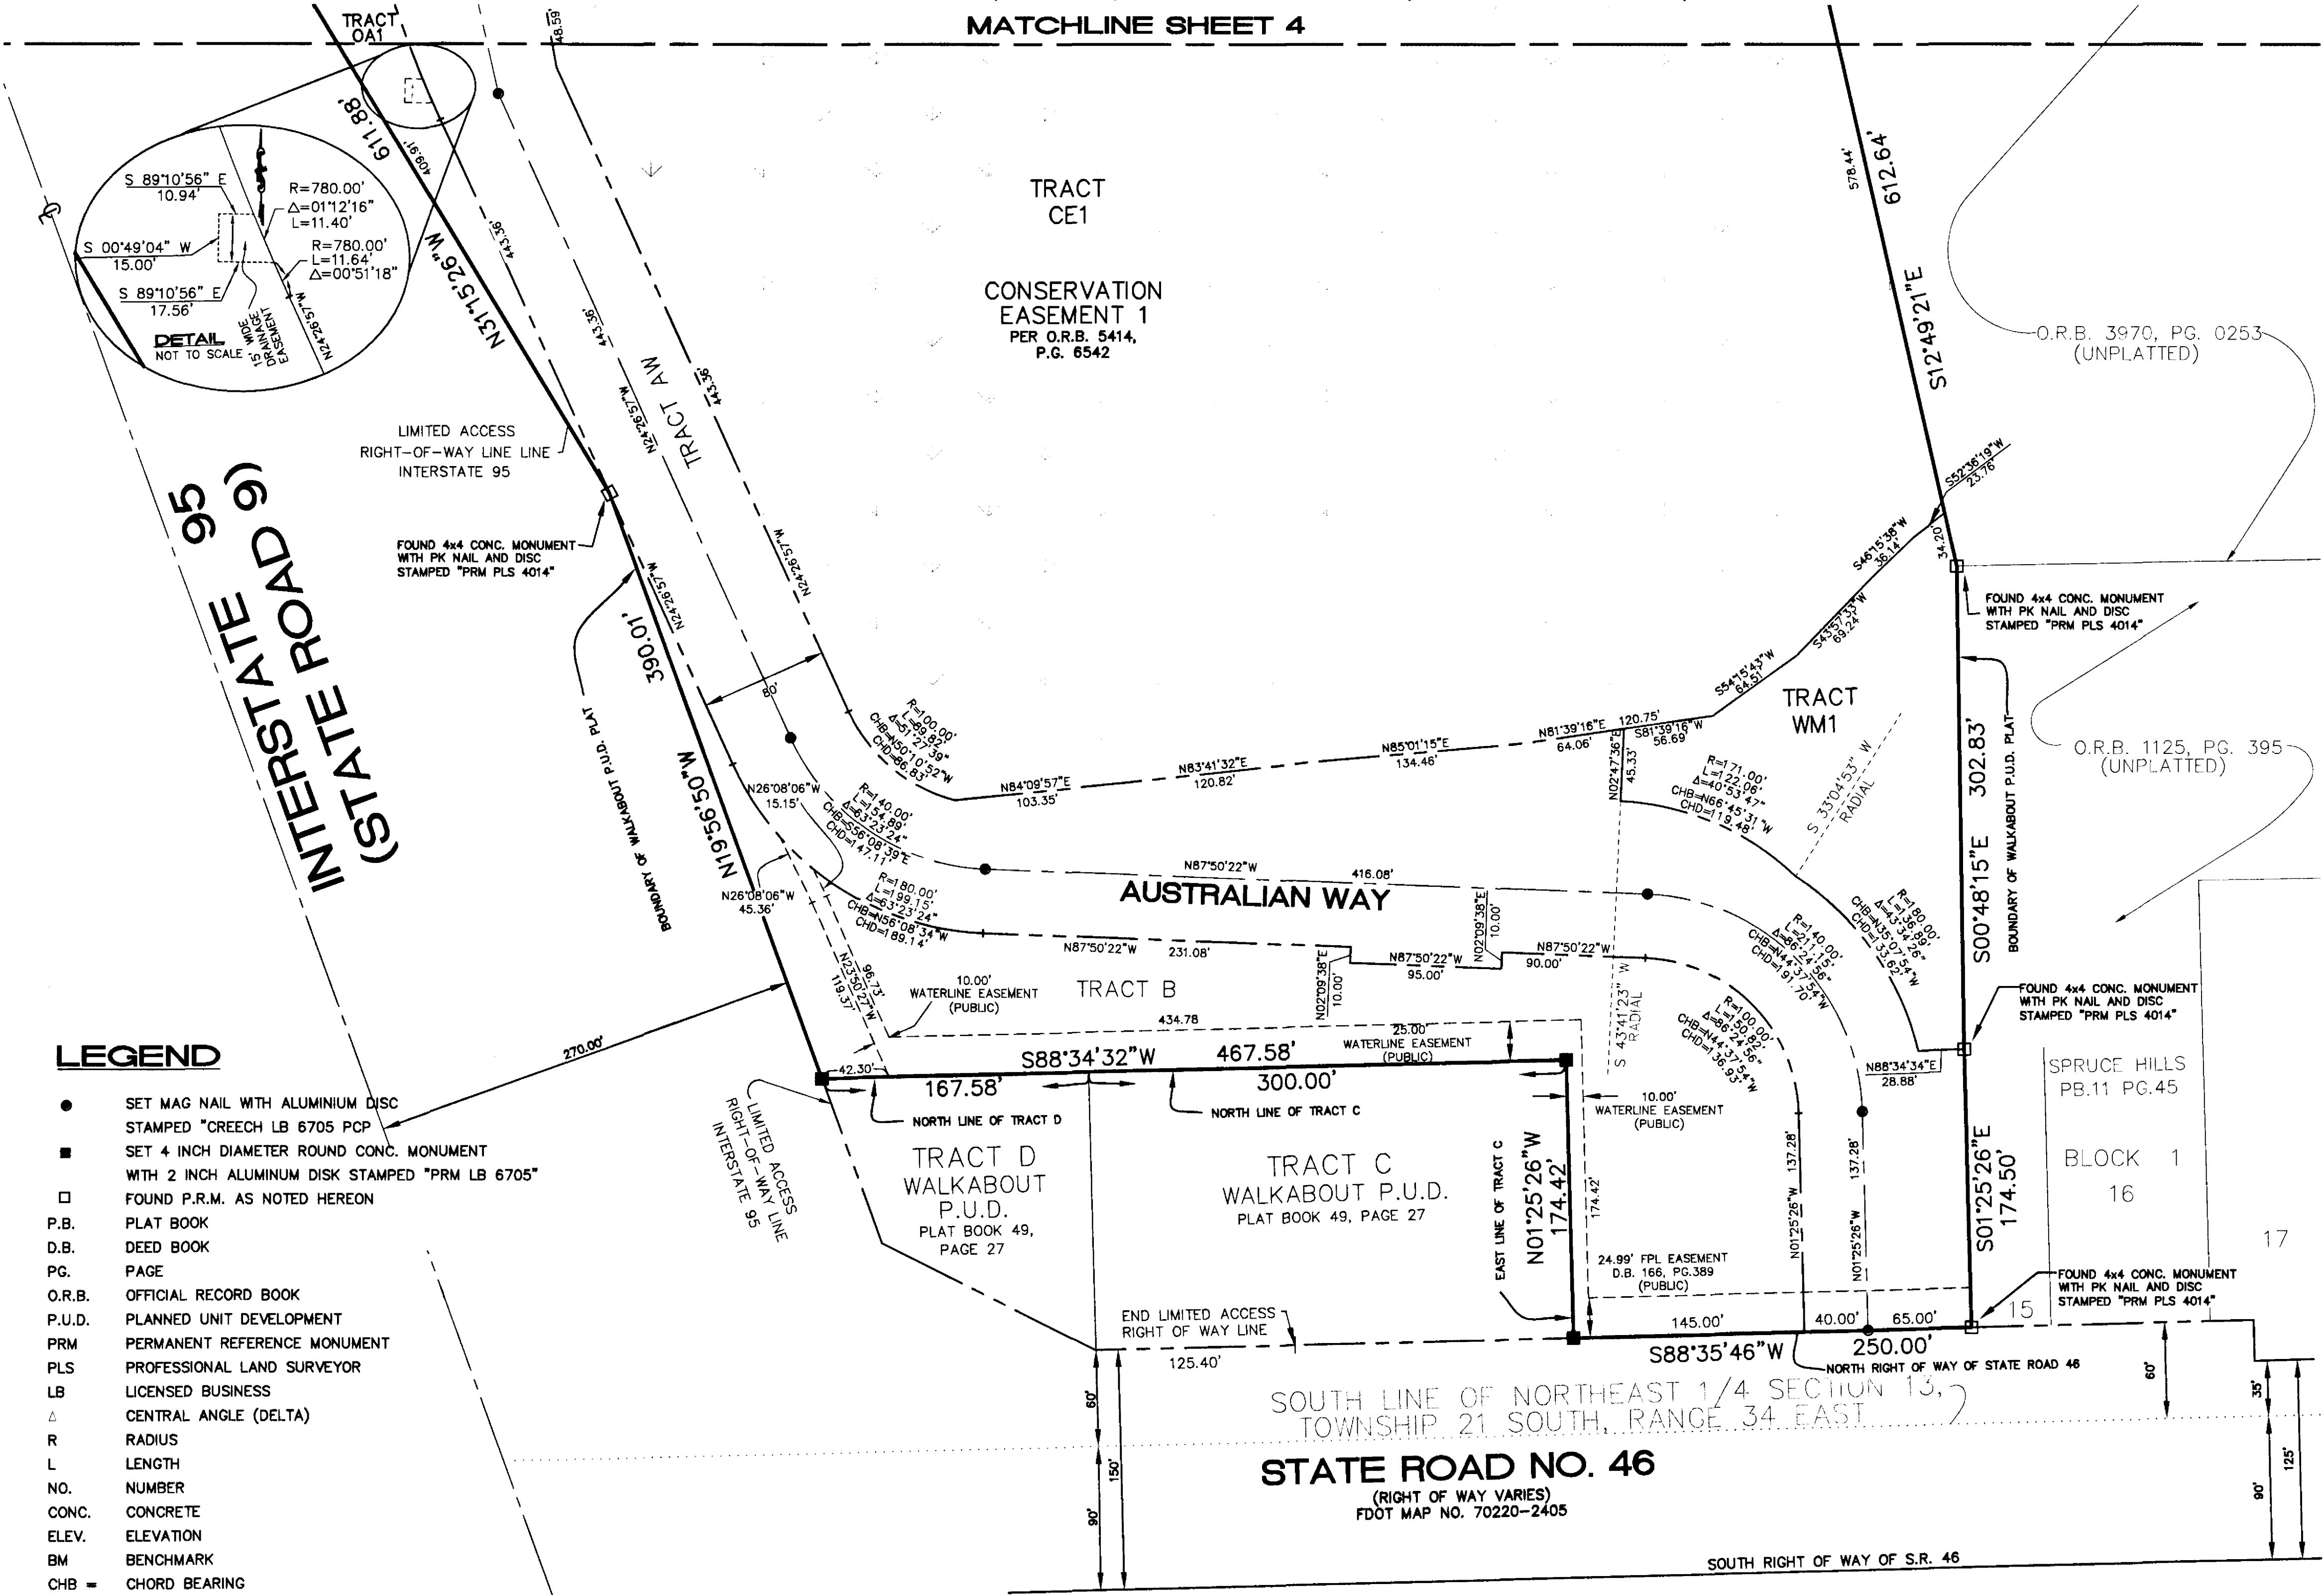 MATCHLINE SHEET 4
TRACT
OA1
48.59'
611.88'
409.91'
N31°15'26"W
S 89°10'56" E
10.94'
R=780.00'
Δ=01°12'16"
L=11.40'
S 00°49'04" W
15.00'
R=780.00'
L=11.64'
Δ=00°51'18"
S 89°10'56" E
17.56'
15' WIDE
DRAINAGE
EASEMENT
N24°26'57"W
DETAIL
NOT TO SCALE
443.36'
443.36'
443.36'
N24°26'57"W
N24°26'57"W
N24°26'57"W
TRACT AW
TRACT
CE1
CONSERVATION
EASEMENT 1
PER O.R.B. 5414,
P.G. 6542
578.44'
612.64'
S12°49'21"E
O.R.B. 3970, PG. 0253
(UNPLATTED)
LIMITED ACCESS
RIGHT-OF-WAY LINE LINE
INTERSTATE 95
FOUND 4x4 CONC. MONUMENT
WITH PK NAIL AND DISC
STAMPED "PRM PLS 4014"
INTERSTATE 95
(STATE ROAD 9)
390.01'
N19°56'50"W
BOUNDARY OF WALKABOUT P.U.D. PLAT
80'
S52°36'19"W
23.76'
34.20'
S46°15'38"W
36.14'
S43°57'33"W
69.24'
S54°15'43"W
64.51'
FOUND 4x4 CONC. MONUMENT
WITH PK NAIL AND DISC
STAMPED "PRM PLS 4014"
TRACT
WM1
R=100.00'
L=89.82'
Δ=51°27'39"
CHB=N50°10'52"W
CHD=86.83'
N84°09'57"E
103.35'
N83°41'32"E
120.82'
N85°01'15"E
134.46'
N81°39'16"E
64.06'
120.75'
S81°39'16"W
56.69'
N02°47'36"E
45.33'
R=171.00'
L=122.06'
Δ=40°53'47"
CHB=N66°45'31"W
CHD=119.48'
S 33°04'53" W
RADIAL
302.83'
S00°48'15"E
BOUNDARY OF WALKABOUT P.U.D. PLAT
O.R.B. 1125, PG. 395
(UNPLATTED)
N26°08'06"W
15.15'
R=140.00'
L=154.89'
Δ=63°23'24"
CHB=S56°08'39"E
CHD=147.11'
N26°08'06"W
45.36'
R=180.00'
L=199.15'
Δ=63°23'24"
CHB=N56°08'34"W
CHD=189.14'
N87°50'22"W
416.08'
AUSTRALIAN WAY
N87°50'22"W
231.08'
N02°09'38"E
10.00'
N87°50'22"W
95.00'
N02°09'38"E
10.00'
N87°50'22"W
90.00'
S 43°41'23" W
RADIAL
R=180.00'
L=136.89'
Δ=43°34'26"
CHB=N35°07'54"W
CHD=133.62'
R=140.00'
L=211.15'
Δ=86°24'56"
CHB=N44°37'54"W
CHD=191.70'
R=100.00'
L=150.82'
Δ=86°24'56"
CHB=N44°37'54"W
CHD=136.93'
96.73'
N23°50'27"W
119.37'
10.00'
WATERLINE EASEMENT
(PUBLIC)
TRACT B
434.78
25.00'
WATERLINE EASEMENT
(PUBLIC)
FOUND 4x4 CONC. MONUMENT
WITH PK NAIL AND DISC
STAMPED "PRM PLS 4014"
N88°34'34"E
28.88'
270.00'
42.30'
S88°34'32"W 467.58'
167.58'
300.00'
NORTH LINE OF TRACT D
NORTH LINE OF TRACT C
LIMITED ACCESS
RIGHT-OF-WAY LINE
INTERSTATE 95
TRACT D
WALKABOUT
P.U.D.
PLAT BOOK 49,
PAGE 27
TRACT C
WALKABOUT P.U.D.
PLAT BOOK 49, PAGE 27
EAST LINE OF TRACT C
N01°25'26"W
174.42'
174.42'
10.00'
WATERLINE EASEMENT
(PUBLIC)
24.99' FPL EASEMENT
D.B. 166, PG.389
(PUBLIC)
N01°25'26"W 137.28'
N01°25'26"W 137.28'
S01°25'26"E
174.50'
SPRUCE HILLS
PB.11 PG.45
BLOCK 1
16
17
15
FOUND 4x4 CONC. MONUMENT
WITH PK NAIL AND DISC
STAMPED "PRM PLS 4014"
END LIMITED ACCESS
RIGHT OF WAY LINE
125.40'
145.00'
40.00'
65.00'
S88°35'46"W
250.00'
NORTH RIGHT OF WAY OF STATE ROAD 46
SOUTH LINE OF NORTHEAST 1/4 SECTION 13,
TOWNSHIP 21 SOUTH, RANGE 34 EAST
STATE ROAD NO. 46
(RIGHT OF WAY VARIES)
FDOT MAP NO. 70220-2405
60'
150'
90'
60'
35'
90'
125'
SOUTH RIGHT OF WAY OF S.R. 46
LEGEND
● SET MAG NAIL WITH ALUMINIUM DISC
STAMPED "CREECH LB 6705 PCP
■ SET 4 INCH DIAMETER ROUND CONC. MONUMENT
WITH 2 INCH ALUMINUM DISK STAMPED "PRM LB 6705"
□ FOUND P.R.M. AS NOTED HEREON
P.B. PLAT BOOK
D.B. DEED BOOK
PG. PAGE
O.R.B. OFFICIAL RECORD BOOK
P.U.D. PLANNED UNIT DEVELOPMENT
PRM PERMANENT REFERENCE MONUMENT
PLS PROFESSIONAL LAND SURVEYOR
LB LICENSED BUSINESS
Δ CENTRAL ANGLE (DELTA)
R RADIUS
L LENGTH
NO. NUMBER
CONC. CONCRETE
ELEV. ELEVATION
BM BENCHMARK
CHB = CHORD BEARING